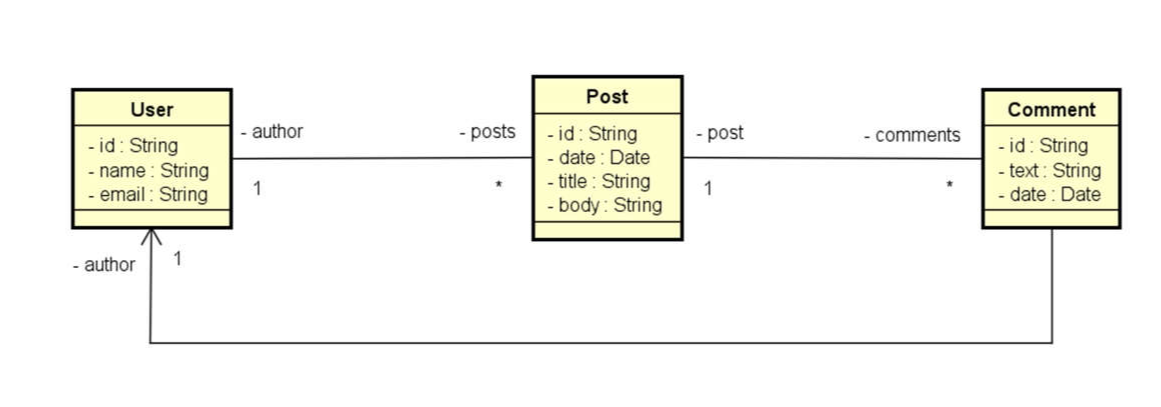 User
- id : String
- name : String
- email : String
- author
1
- posts
*
Post
- id : String
- date : Date
- title : String
- body : String
- post
1
- comments
*
Comment
- id : String
- text : String
- date : Date
- author
1